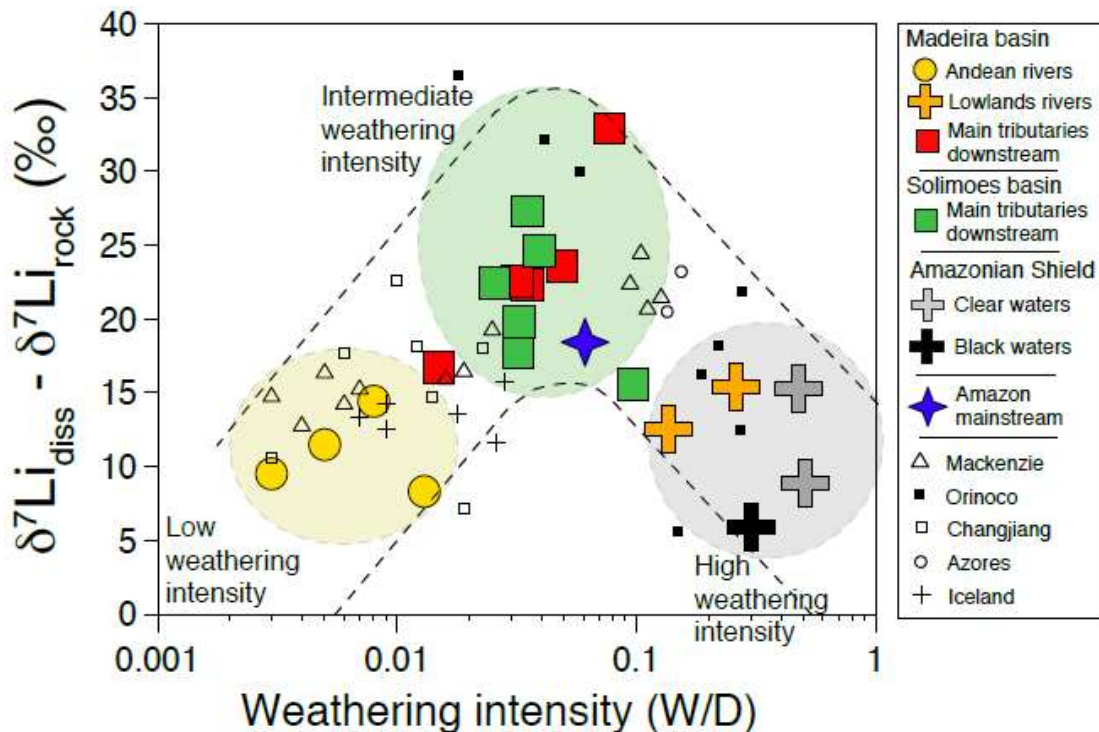 40
35
30
25
20
15
10
5
0
δ⁷Li_diss - δ⁷Li_rock (‰)
Intermediate
weathering
intensity
Low
weathering
intensity
High
weathering
intensity
0.001
0.01
0.1
1
Weathering intensity (W/D)
Madeira basin
Andean rivers
Lowlands rivers
Main tributaries
downstream
Solimoes basin
Main tributaries
downstream
Amazonian Shield
Clear waters
Black waters
Amazon
mainstream
Mackenzie
Orinoco
Changjiang
Azores
Iceland